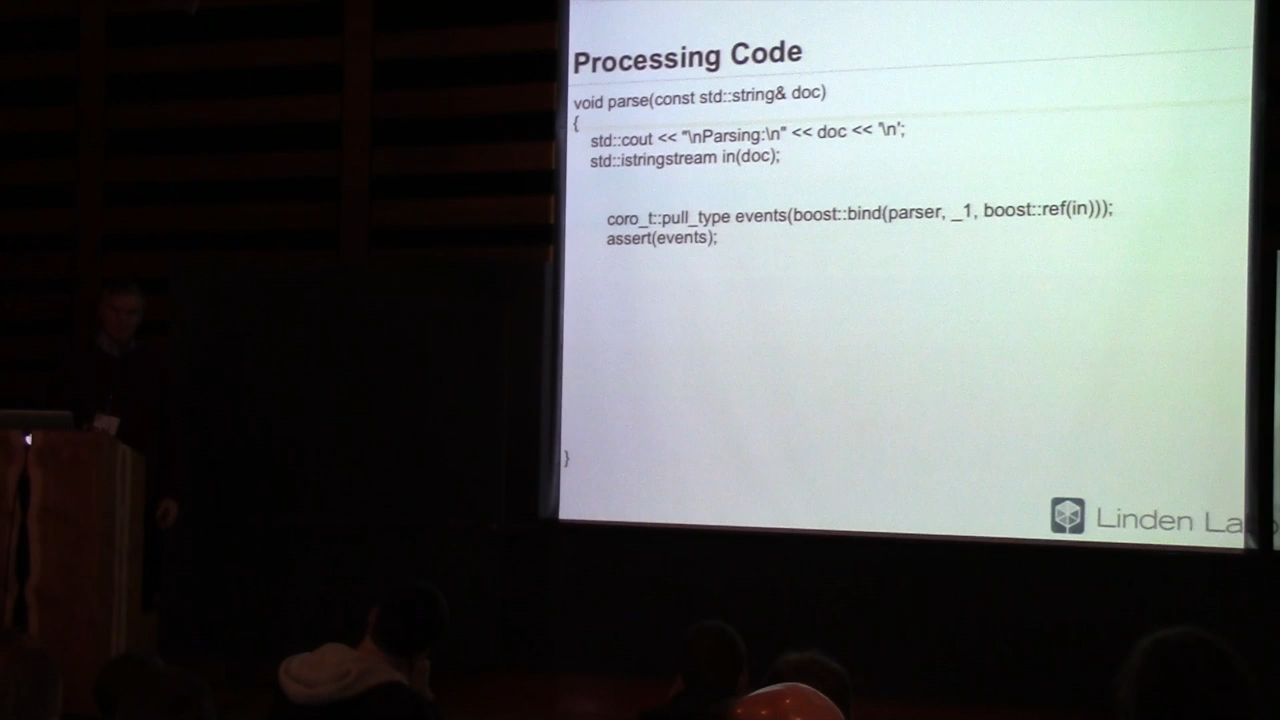 Processing Code
void parse(const std::string& doc)
{
std::cout << "\nParsing:\n" << doc << '\n';
std::istringstream in(doc);
coro_t::pull_type events(boost::bind(parser, _1, boost::ref(in)));
assert(events);
}
Linden Lab